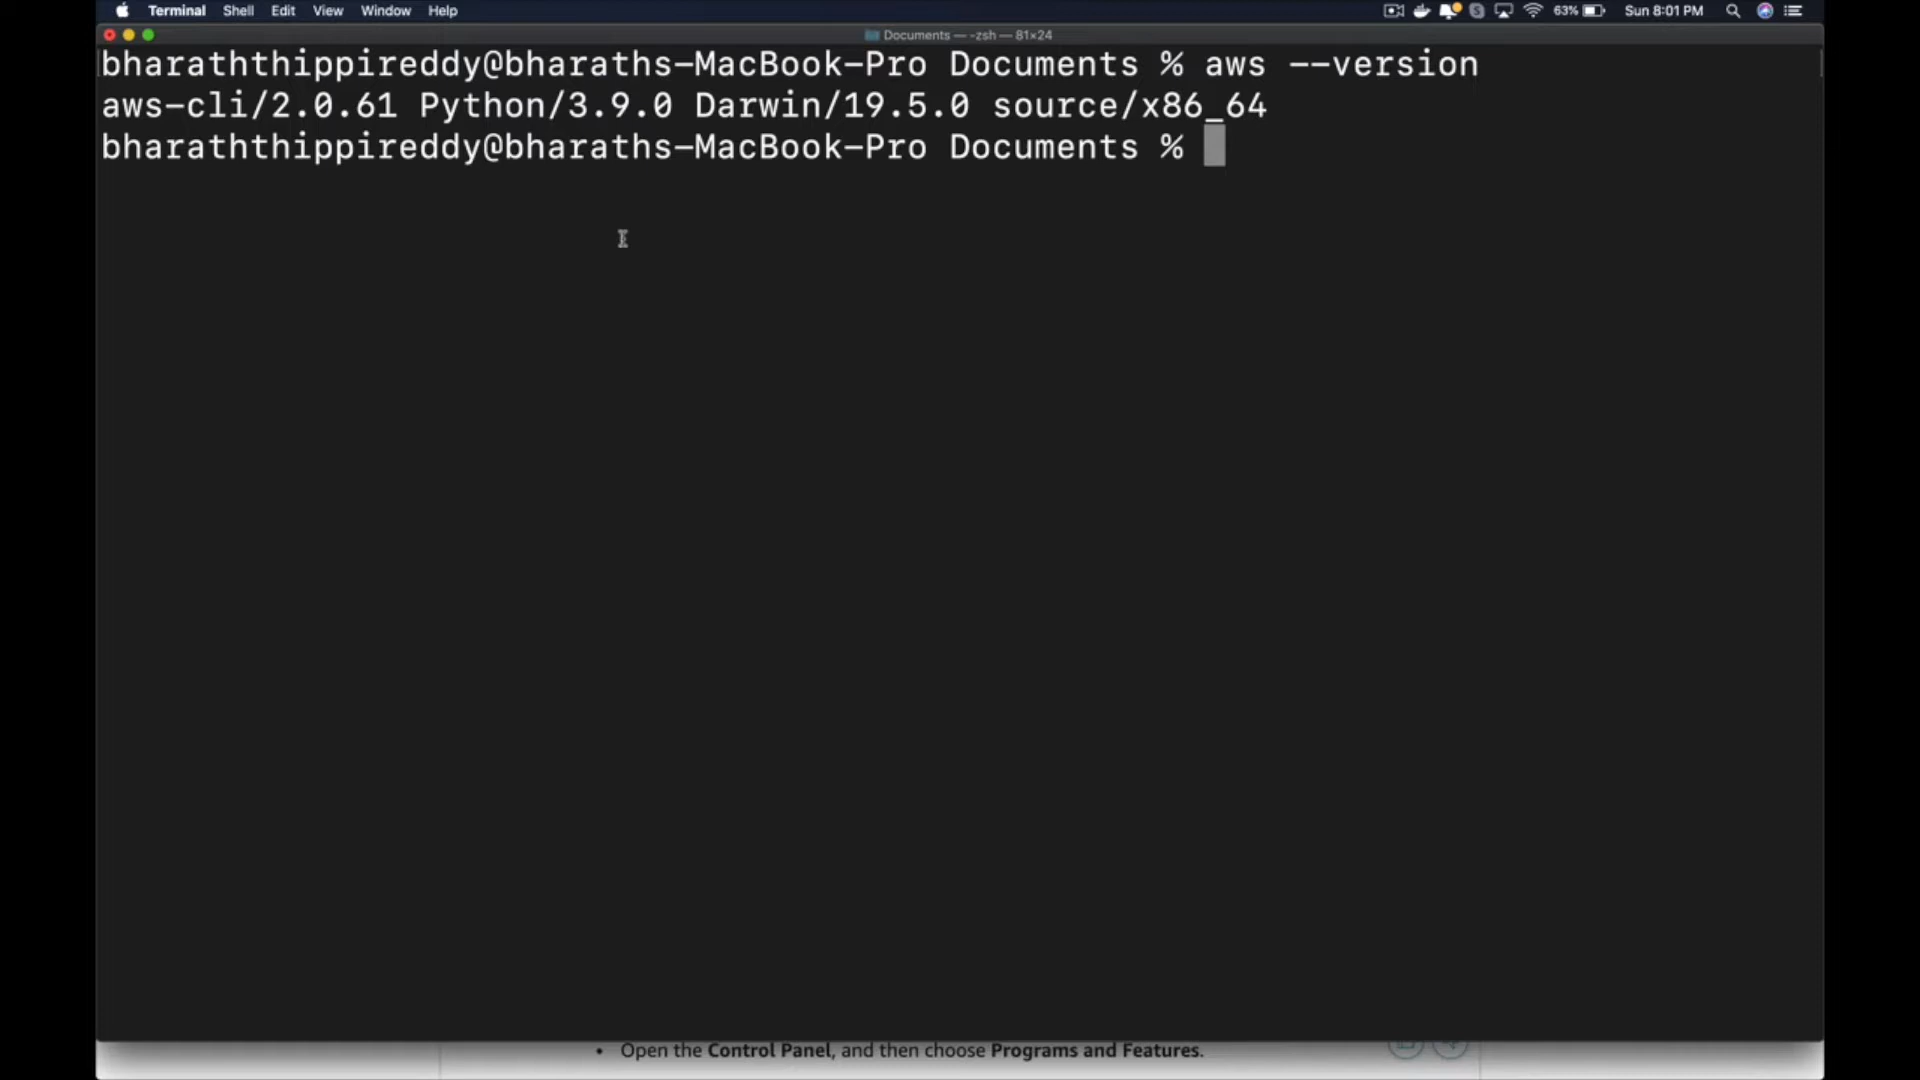 Terminal Shell Edit View Window Help 63% Sun 8:01 PM
Documents — -zsh — 81×24
bharaththippireddy@bharaths-MacBook-Pro Documents % aws --version
aws-cli/2.0.61 Python/3.9.0 Darwin/19.5.0 source/x86_64
bharaththippireddy@bharaths-MacBook-Pro Documents %
• Open the Control Panel, and then choose Programs and Features.